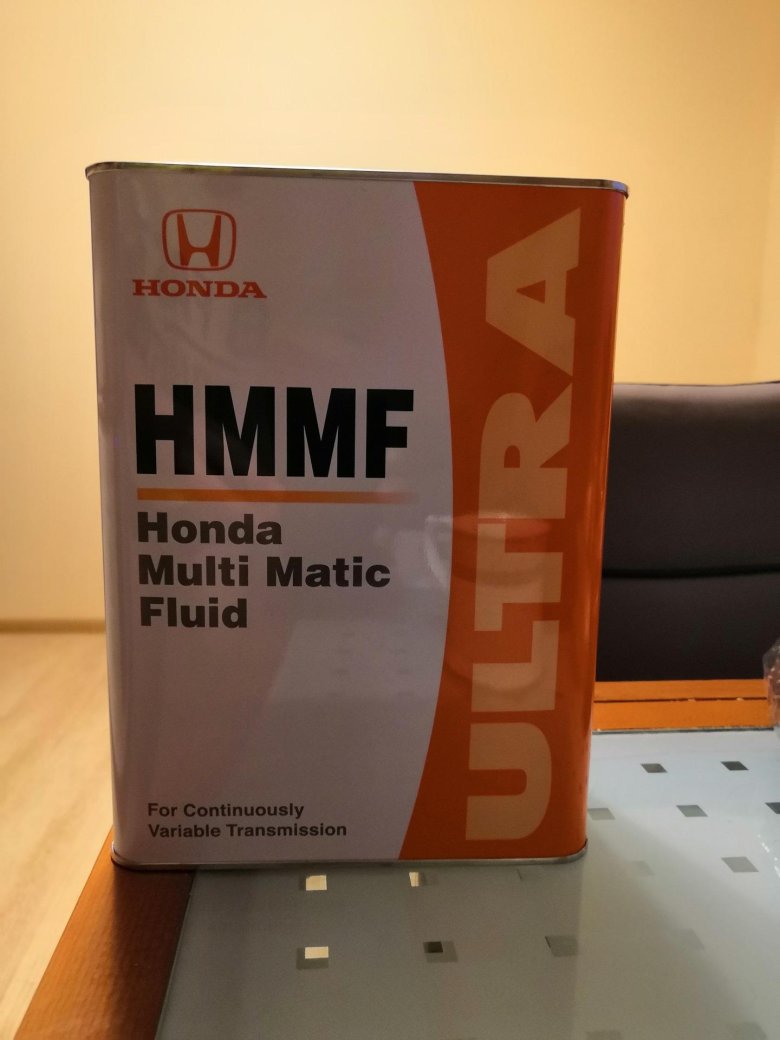 HONDA
HMMF
Honda
Multi Matic
Fluid
For Continuously
Variable Transmission
ULTRA